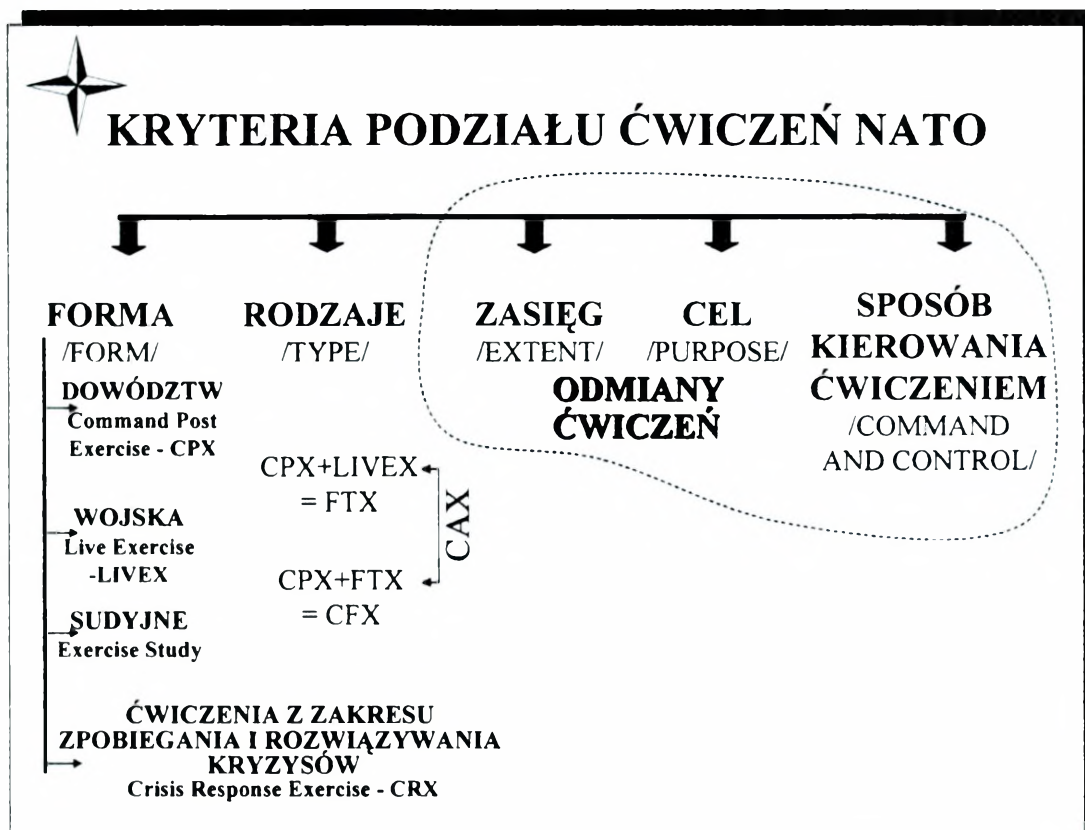 KRYTERIA PODZIAŁU ĆWICZEŃ NATO
FORMA
/FORM/
DOWÓDZTW
Command Post
Exercise - CPX
WOJSKA
Live Exercise
-LIVEX
SUDYJNE
Exercise Study
ĆWICZENIA Z ZAKRESU
ZPOBIEGANIA I ROZWIĄZYWANIA
KRYZYSÓW
Crisis Response Exercise - CRX
RODZAJE
/TYPE/
CPX+LIVEX
= FTX
CPX+FTX
= CFX
CAX
ZASIĘG
/EXTENT/
CEL
/PURPOSE/
ODMIANY
ĆWICZEŃ
SPOSÓB
KIEROWANIA
ĆWICZENIEM
/COMMAND
AND CONTROL/